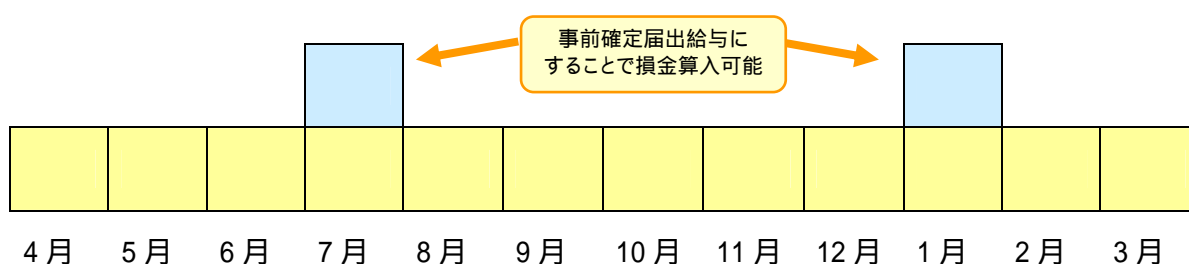 事前確定届出給与に
することで損金算入可能
4月 5月 6月 7月 8月 9月 10月 11月 12月 1月 2月 3月